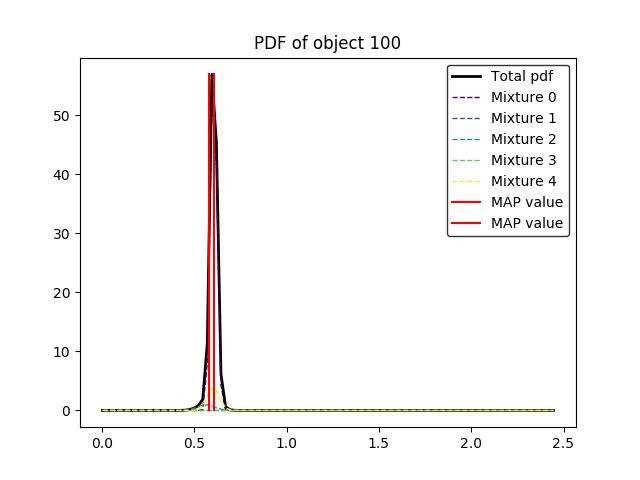 PDF of object 100
Total pdf
Mixture 0
Mixture 1
Mixture 2
Mixture 3
Mixture 4
MAP value
MAP value
50
40
30
20
10
0
0.0 0.5 1.0 1.5 2.0 2.5